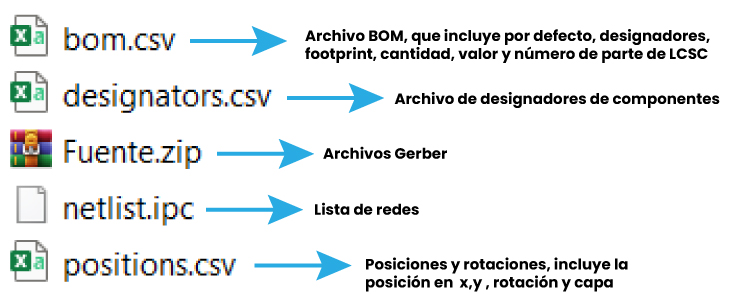 bom.csv
Archivo BOM, que incluye por defecto, designadores,
footprint, cantidad, valor y número de parte de LCSC
designators.csv
Archivo de designadores de componentes
Fuente.zip
Archivos Gerber
netlist.ipc
Lista de redes
positions.csv
Posiciones y rotaciones, incluye la
posición en x,y , rotación y capa